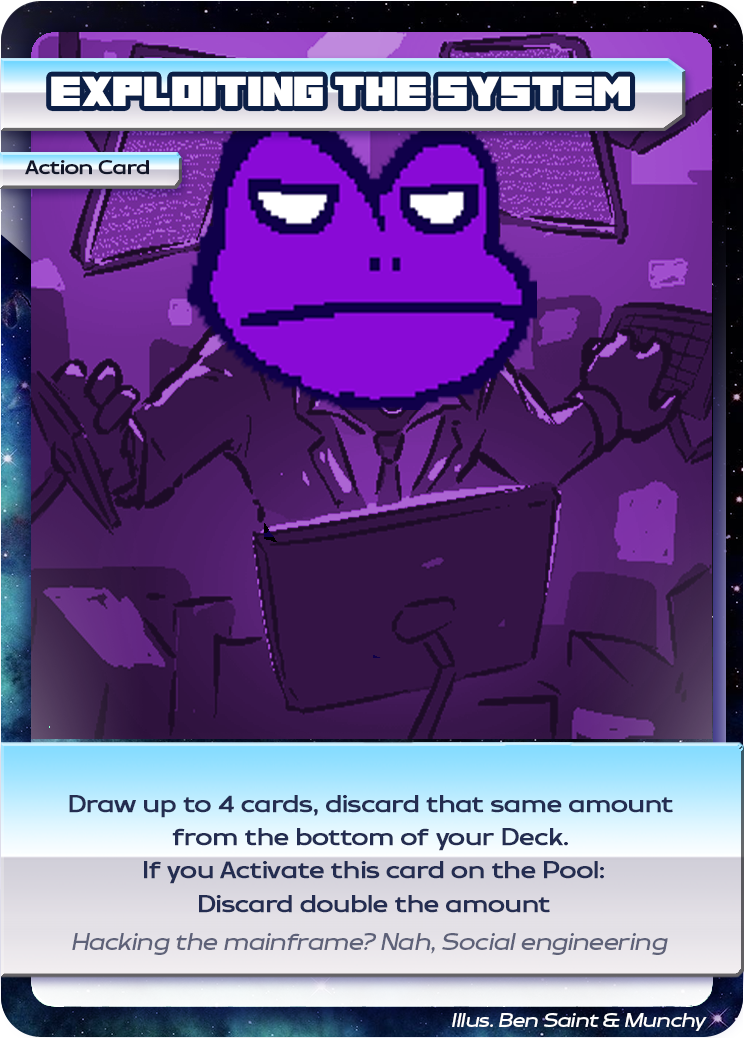 EXPLOITING THE SYSTEM
Action Card
Draw up to 4 cards, discard that same amount
from the bottom of your Deck.
If you Activate this card on the Pool:
Discard double the amount
Hacking the mainframe? Nah, Social engineering
Illus. Ben Saint & Munchy